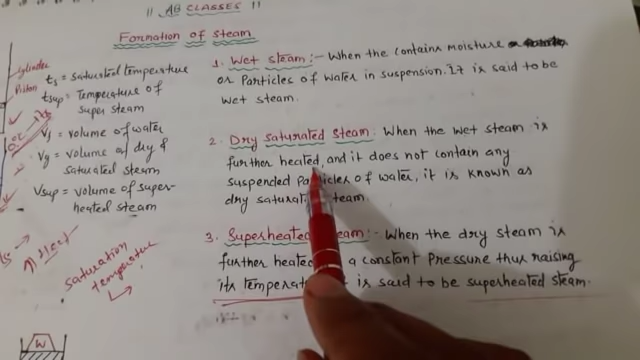 11 AB CLASSES 11
Formation of steam
cylinder
Piston
ts = saturated temperature
tsup = Temperature of
super steam
Vf = volume of water
Vg = volume of dry &
saturated steam
Vsup = volume of super-
heated steam
↑ Heat
saturation
temperature
W
1. Wet steam :- When the contains moisture
or Particles of water in suspension. It is said to be
wet steam.
2. Dry saturated steam: When the wet steam is
further heated, and it does not contain any
suspended particles of water, it is known as
dry steam.
3. Superheated :- When the dry steam is
further heated a constant Pressure thus raising
its is said to be superheated steam.